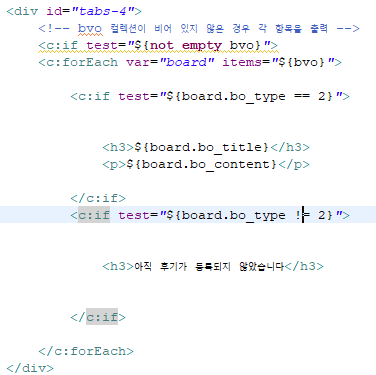 <div id="tabs-4">
<!-- bvo 컬렉션이 비어 있지 않은 경우 각 항목을 출력 -->
<c:if test="${not empty bvo}">
<c:forEach var="board" items="${bvo}">
<c:if test="${board.bo_type == 2}">
<h3>${board.bo_title}</h3>
<p>${board.bo_content}</p>
</c:if>
<c:if test="${board.bo_type != 2}">
<h3>아직 후기가 등록되지 않았습니다</h3>
</c:if>
</c:forEach>
</div>